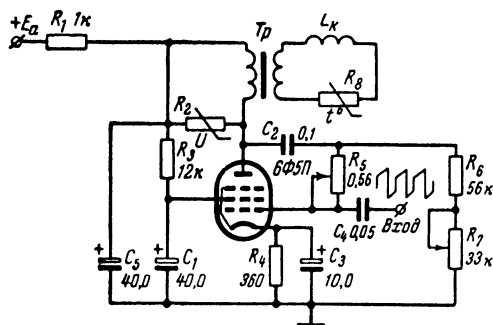 +Eа
R1 1к
Тр
Lк
R8
t°
R2
U
C2
0,1
6Ф5П
R3
12к
R5
0,56
R6
56к
C4 0,05
Вход
R7
33к
C5
40,0
C1
40,0
R4
360
C3
10,0
+
+
+